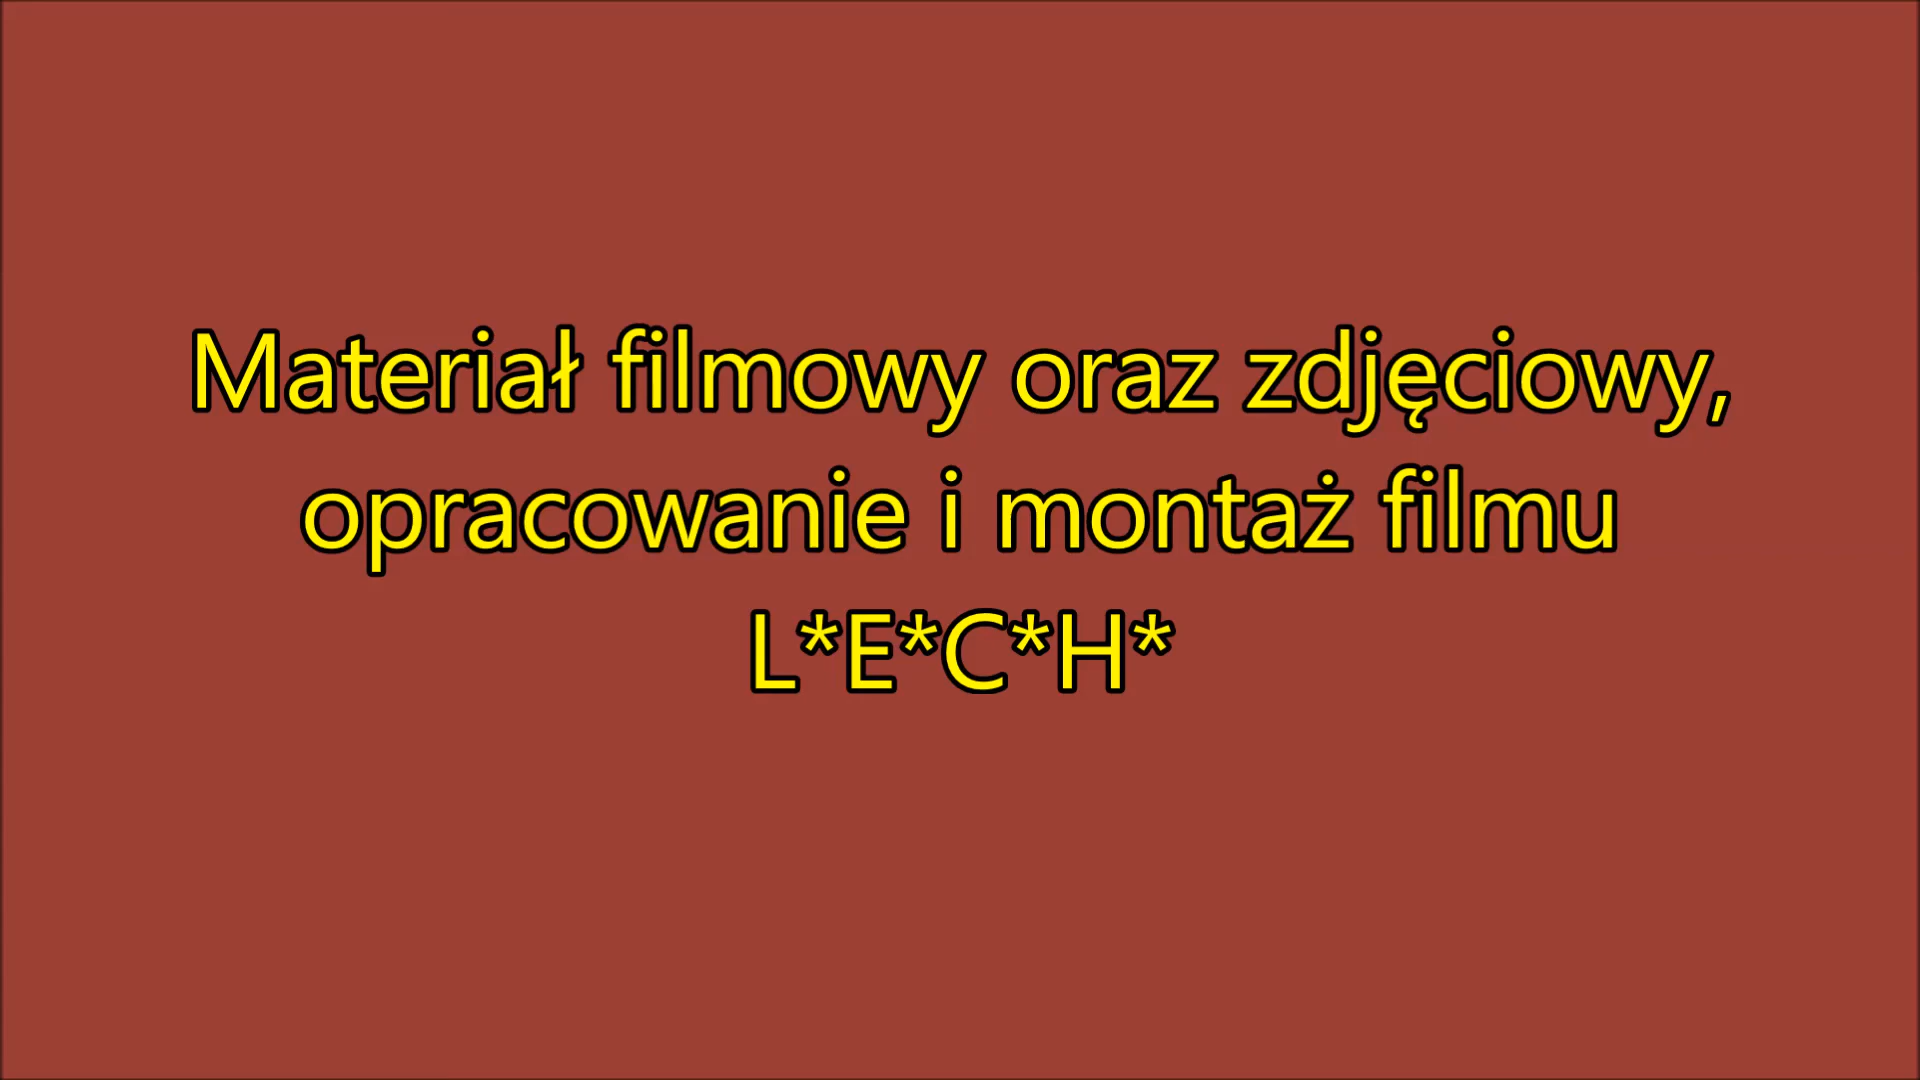 Materiał filmowy oraz zdjęciowy,
opracowanie i montaż filmu
L*E*C*H*